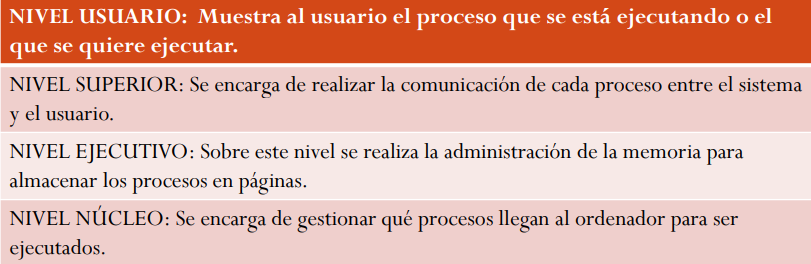 NIVEL USUARIO: Muestra al usuario el proceso que se está ejecutando o el
que se quiere ejecutar.
NIVEL SUPERIOR: Se encarga de realizar la comunicación de cada proceso entre el sistema
y el usuario.
NIVEL EJECUTIVO: Sobre este nivel se realiza la administración de la memoria para
almacenar los procesos en páginas.
NIVEL NÚCLEO: Se encarga de gestionar qué procesos llegan al ordenador para ser
ejecutados.